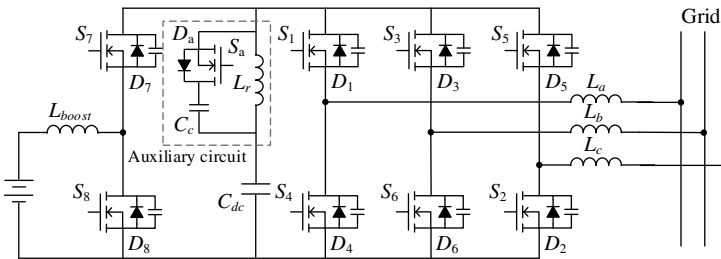 Grid
S7
D7
Da
Sa
Lr
Cc
Auxiliary circuit
S1
D1
S3
D3
S5
D5
La
Lb
Lc
Lboost
S8
D8
Cdc
S4
D4
S6
D6
S2
D2